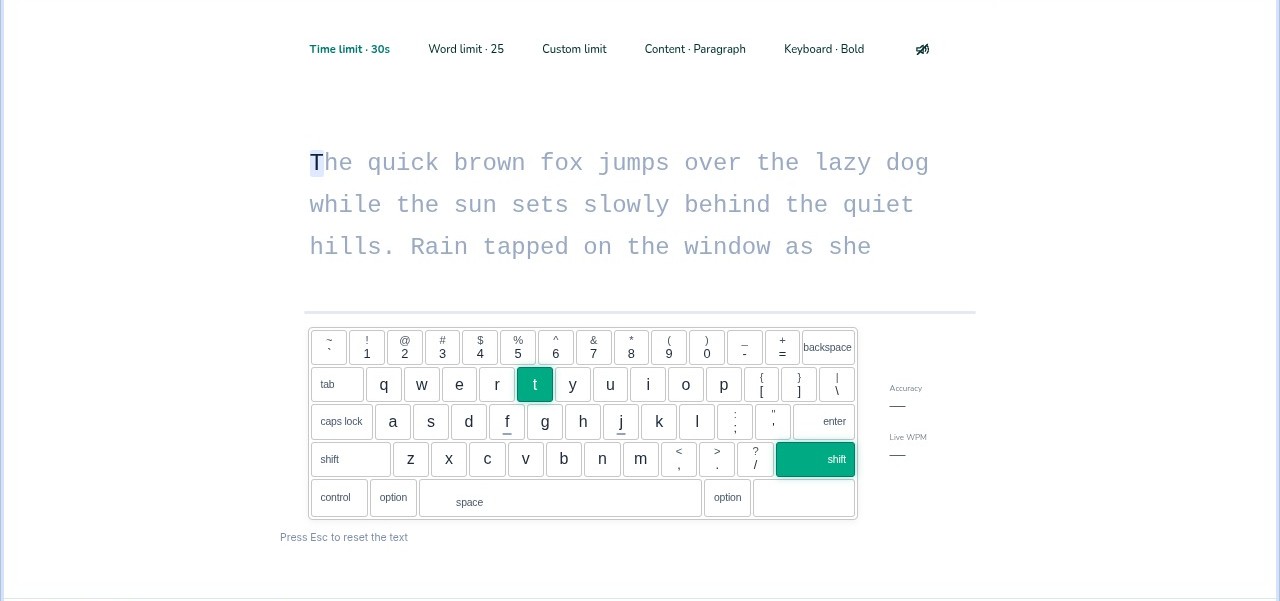 Time limit · 30s Word limit · 25 Custom limit Content · Paragraph Keyboard · Bold
The quick brown fox jumps over the lazy dog
while the sun sets slowly behind the quiet
hills. Rain tapped on the window as she
~ ! @ # $ % ^ & * ( ) _ +
` 1 2 3 4 5 6 7 8 9 0 - = backspace
tab q w e r t y u i o p { [ } ] | \
caps lock a s d f g h j k l : ; " ' enter
shift z x c v b n m < , > . ? / shift
control option space option
Accuracy
—
Live WPM
—
Press Esc to reset the text